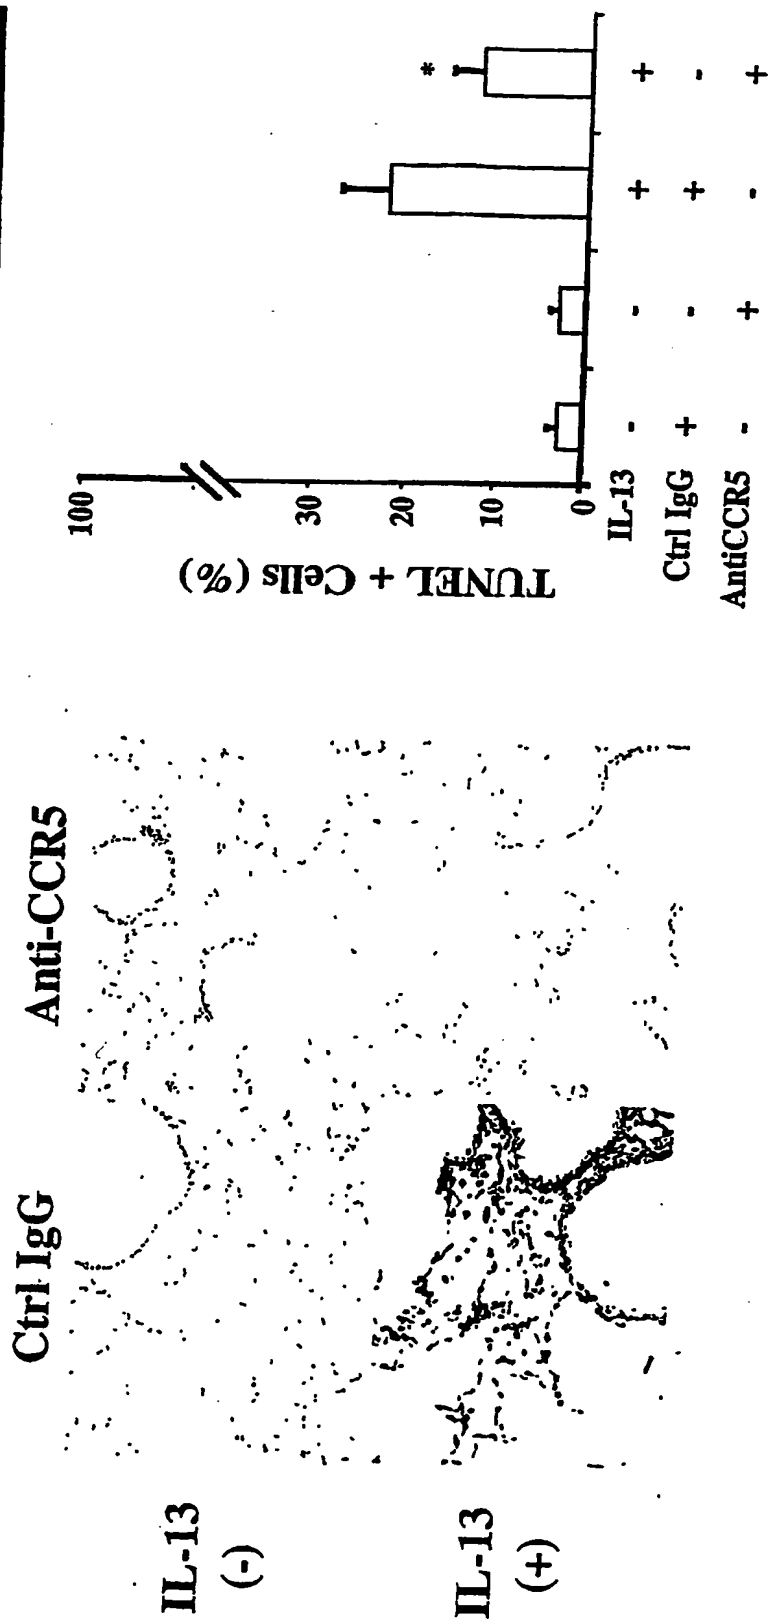 Ctrl IgG Anti-CCR5
IL-13
(-)
IL-13
(+)
TUNEL + Cells (%)
100
30
20
10
0
*
IL-13 - - + +
Ctrl IgG + - + -
AntiCCR5 - + - +